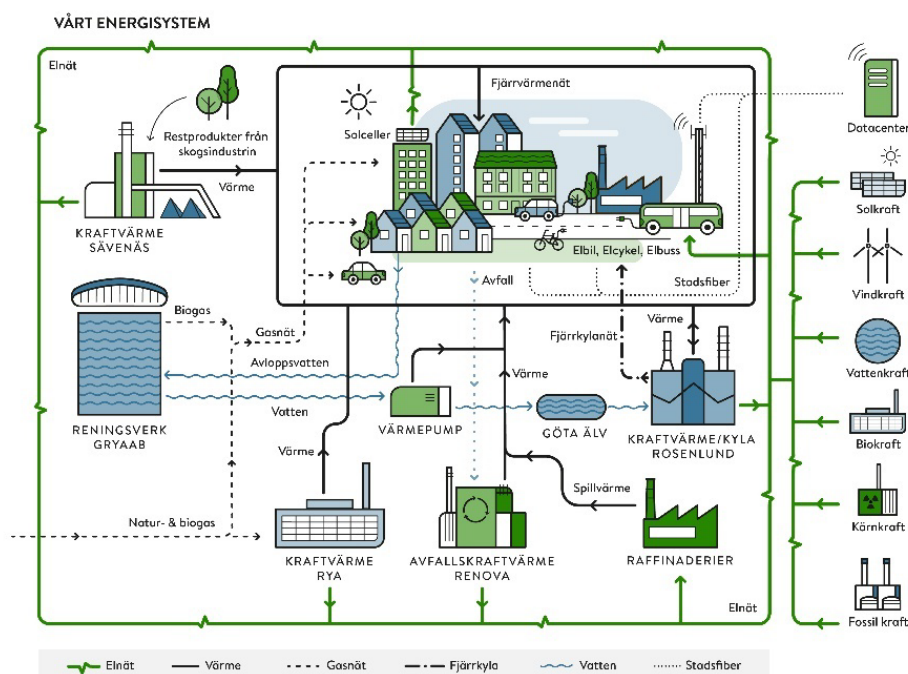 VÅRT ENERGISYSTEM
Elnät
Fjärrvärmenät
Restprodukter från
skogsindustrin
Solceller
Värme
KRAFTVÄRME
SÄVENÄS
Elbil, Elcykel, Elbuss
Avfall
Stadsfiber
Datacenter
Solkraft
Vindkraft
Biogas
Gasnät
Fjärrkylanät
Värme
Avloppsvatten
Värme
Vattenkraft
Vatten
RENINGSVERK
GRYAAB
VÄRMEPUMP
GÖTA ÄLV
KRAFTVÄRME/KYLA
ROSENLUND
Biokraft
Värme
Spillvärme
Natur- & biogas
Kärnkraft
KRAFTVÄRME
RYA
AVFALLSKRAFTVÄRME
RENOVA
RAFFINADERIER
Elnät
Fossil kraft
Elnät Värme Gasnät Fjärrkyla Vatten Stadsfiber